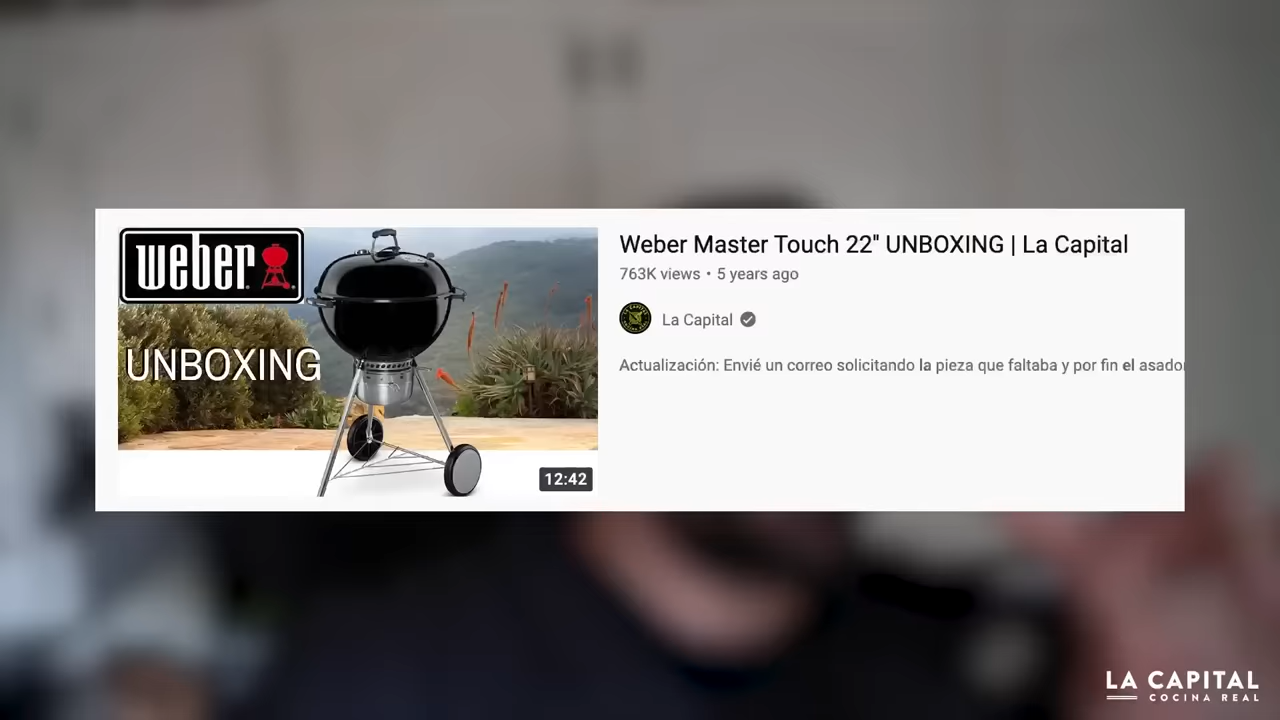 weber
UNBOXING
12:42
Weber Master Touch 22" UNBOXING | La Capital
763K views • 5 years ago
La Capital
Actualización: Envié un correo solicitando la pieza que faltaba y por fin el asador
LA CAPITAL
COCINA REAL